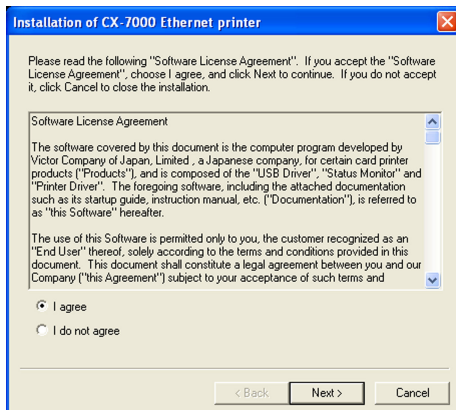 Installation of CX-7000 Ethernet printer
Please read the following "Software License Agreement". If you accept the "Software
License Agreement", choose I agree, and click Next to continue. If you do not accept
it, click Cancel to close the installation.
Software License Agreement
The software covered by this document is the computer program developed by
Victor Company of Japan, Limited , a Japanese company, for certain card printer
products ("Products"), and is composed of the "USB Driver", "Status Monitor" and
"Printer Driver". The foregoing software, including the attached documentation
such as its startup guide, instruction manual, etc. ("Documentation"), is referred to
as "this Software" hereafter.
The use of this Software is permitted only to you, the customer recognized as an
"End User" thereof, solely according to the terms and conditions provided in this
document. This document shall constitute a legal agreement between you and our
Company ("this Agreement") subject to your acceptance of such terms and
I agree
I do not agree
< Back
Next >
Cancel